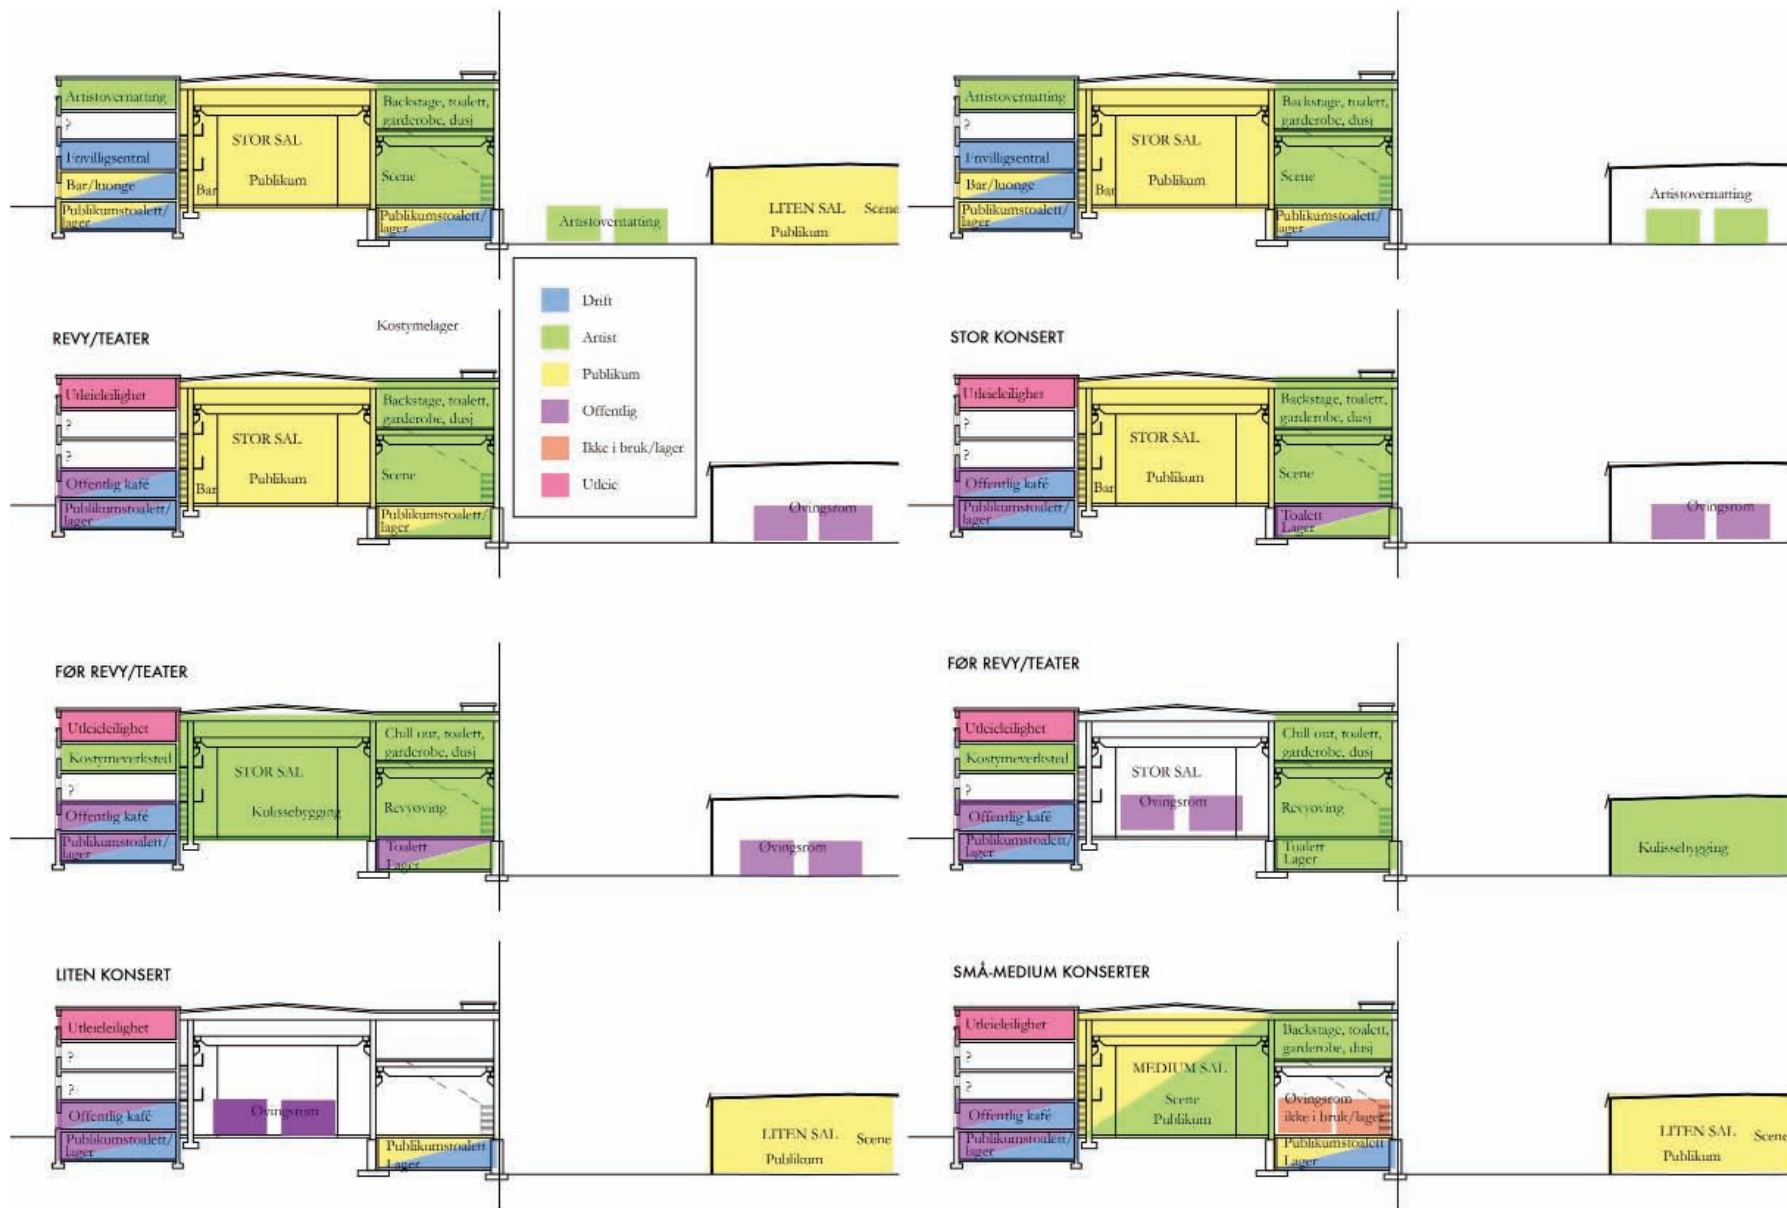 Artistovernatting
?
Frivilligsentral
Bar/luonge
Publikumstoalett/
lager
STOR SAL
Bar
Publikum
Backstage, toalett,
garderobe, dusj
Scene
Publikumstoalett/
lager
Artistovernatting
LITEN SAL Scene
Publikum
Artistovernatting
?
Frivilligsentral
Bar/luonge
Publikumstoalett/
lager
STOR SAL
Bar
Publikum
Backstage, toalett,
garderobe, dusj
Scene
Publikumstoalett/
lager
Artistovernatting
Drift
Artist
Publikum
Offentlig
Ikke i bruk/lager
Utleie
REVY/TEATER
Kostymelager
Utleieleilighet
?
?
Offentlig kafé
Publikumstoalett/
lager
STOR SAL
Bar
Publikum
Backstage, toalett,
garderobe, dusj
Scene
Publikumstoalett/
lager
Øvingsrom
STOR KONSERT
Utleieleilighet
?
?
Offentlig kafé
Publikumstoalett/
lager
STOR SAL
Bar
Publikum
Backstage, toalett,
garderobe, dusj
Scene
Toalett
Lager
Øvingsrom
FØR REVY/TEATER
Utleieleilighet
Kostymeverksted
?
Offentlig kafé
Publikumstoalett/
lager
STOR SAL
Kulissebygging
Chill out, toalett,
garderobe, dusj
Revyøving
Toalett
Lager
Øvingsrom
FØR REVY/TEATER
Utleieleilighet
Kostymeverksted
?
Offentlig kafé
Publikumstoalett/
lager
STOR SAL
Øvingsrom
Chill out, toalett,
garderobe, dusj
Revyøving
Toalett
Lager
Kulissebygging
LITEN KONSERT
Utleieleilighet
?
?
Offentlig kafé
Publikumstoalett/
lager
Øvingsrom
Publikumstoalett
Lager
LITEN SAL Scene
Publikum
SMÅ-MEDIUM KONSERTER
Utleieleilighet
?
?
Offentlig kafé
Publikumstoalett/
lager
MEDIUM SAL
Scene
Publikum
Backstage, toalett,
garderobe, dusj
Øvingsrom
ikke i bruk/lager
Publikumstoalett
Lager
LITEN SAL Scene
Publikum